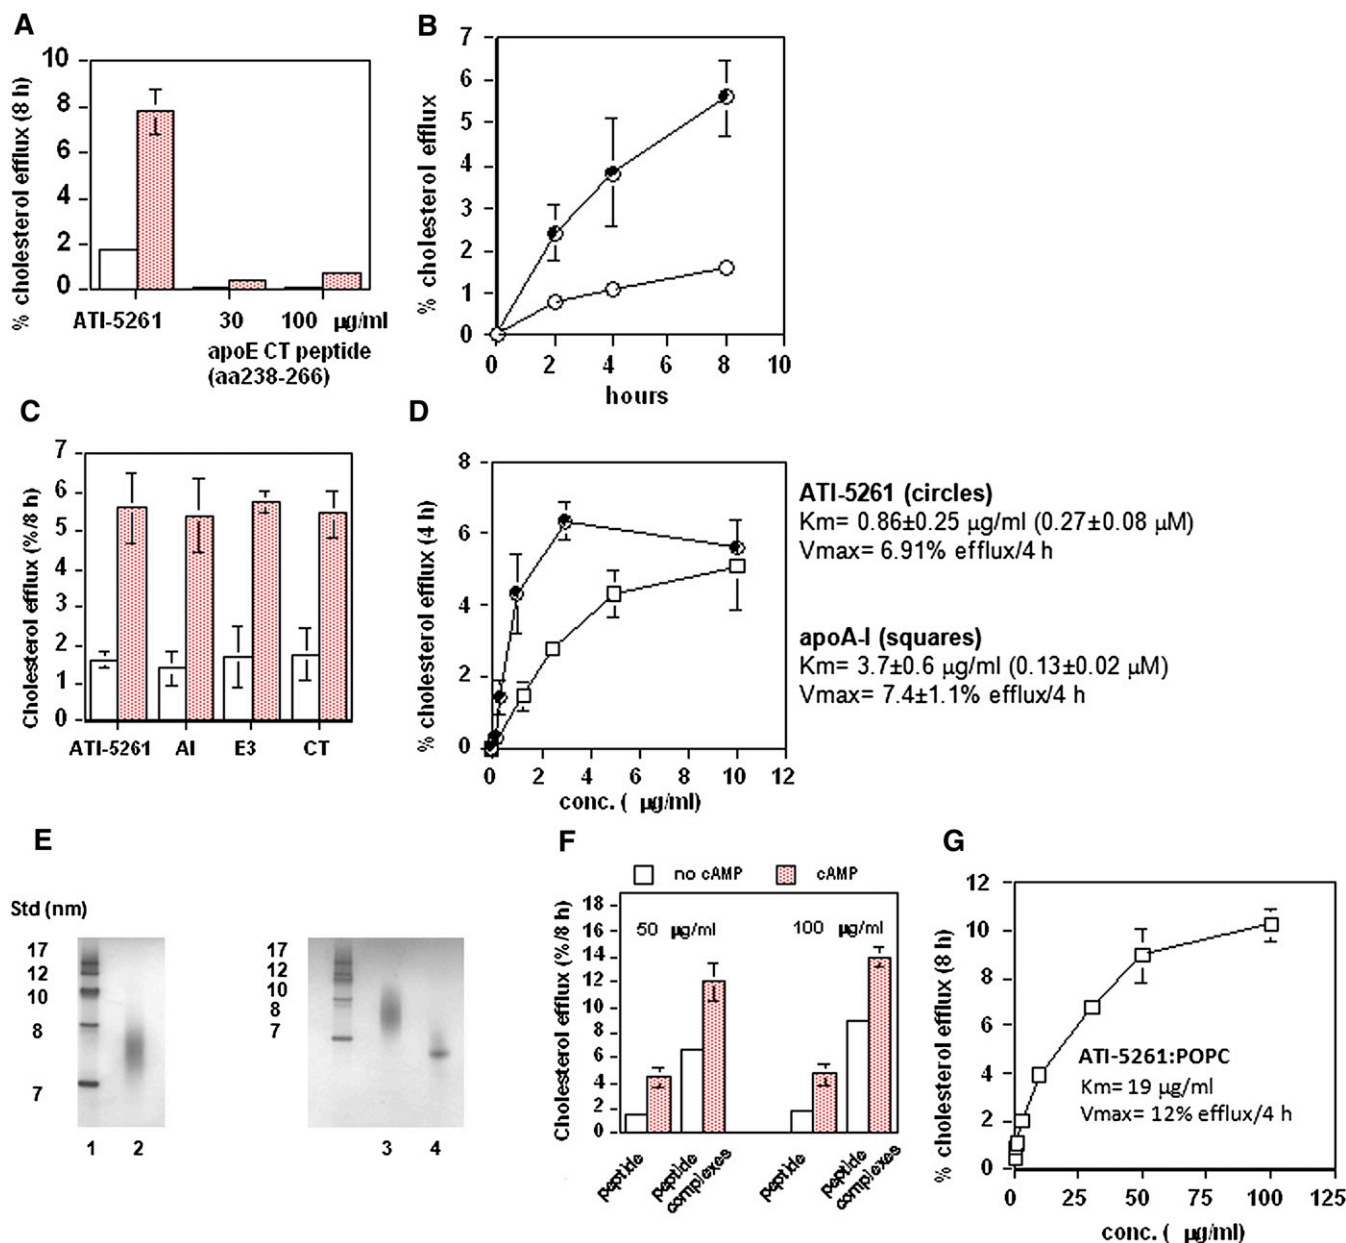 A
% cholesterol efflux (8 h)
10
8
6
4
2
0
ATI-5261
30
100
µg/ml
apoE CT peptide
(aa238-266)
B
% cholesterol efflux
7
6
5
4
3
2
1
0
0
2
4
6
8
10
hours
C
Cholesterol efflux (%/8 h)
7
6
5
4
3
2
1
0
ATI-5261
AI
E3
CT
D
% cholesterol efflux (4 h)
8
6
4
2
0
0
2
4
6
8
10
12
conc. ( µg/ml)
ATI-5261 (circles)
Km= 0.86±0.25 µg/ml (0.27±0.08 µM)
Vmax= 6.91% efflux/4 h
apoA-I (squares)
Km= 3.7±0.6 µg/ml (0.13±0.02 µM)
Vmax= 7.4±1.1% efflux/4 h
E
Std (nm)
17
12
10
8
7
1
2
17
12
10
8
7
3
4
F
no cAMP
cAMP
Cholesterol efflux (%/8 h)
18
16
14
12
10
8
6
4
2
0
50 µg/ml
100 µg/ml
peptide
peptide
complexes
peptide
peptide
complexes
G
% cholesterol efflux (8 h)
12
10
8
6
4
2
0
ATI-5261:POPC
Km= 19 µg/ml
Vmax= 12% efflux/4 h
0
25
50
75
100
125
conc. ( µg/ml)